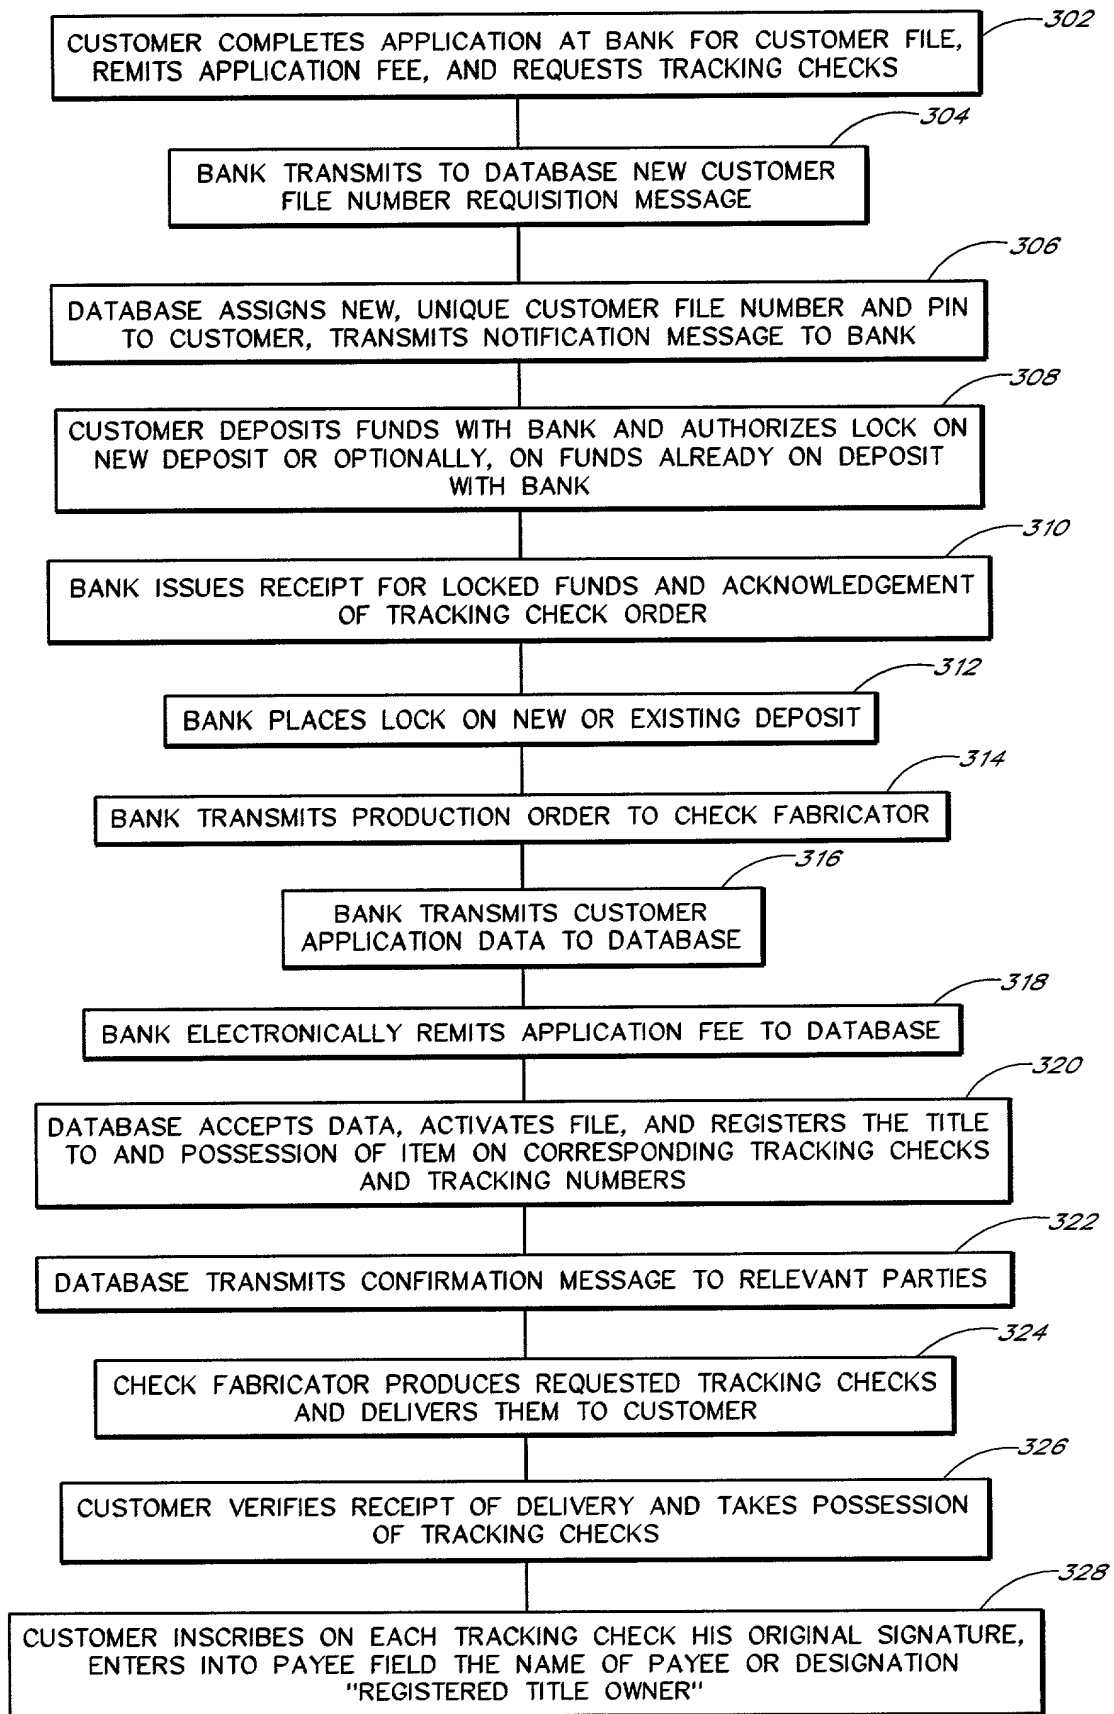 302
CUSTOMER COMPLETES APPLICATION AT BANK FOR CUSTOMER FILE,
REMITS APPLICATION FEE, AND REQUESTS TRACKING CHECKS
304
BANK TRANSMITS TO DATABASE NEW CUSTOMER
FILE NUMBER REQUISITION MESSAGE
306
DATABASE ASSIGNS NEW, UNIQUE CUSTOMER FILE NUMBER AND PIN
TO CUSTOMER, TRANSMITS NOTIFICATION MESSAGE TO BANK
308
CUSTOMER DEPOSITS FUNDS WITH BANK AND AUTHORIZES LOCK ON
NEW DEPOSIT OR OPTIONALLY, ON FUNDS ALREADY ON DEPOSIT
WITH BANK
310
BANK ISSUES RECEIPT FOR LOCKED FUNDS AND ACKNOWLEDGEMENT
OF TRACKING CHECK ORDER
312
BANK PLACES LOCK ON NEW OR EXISTING DEPOSIT
314
BANK TRANSMITS PRODUCTION ORDER TO CHECK FABRICATOR
316
BANK TRANSMITS CUSTOMER
APPLICATION DATA TO DATABASE
318
BANK ELECTRONICALLY REMITS APPLICATION FEE TO DATABASE
320
DATABASE ACCEPTS DATA, ACTIVATES FILE, AND REGISTERS THE TITLE
TO AND POSSESSION OF ITEM ON CORRESPONDING TRACKING CHECKS
AND TRACKING NUMBERS
322
DATABASE TRANSMITS CONFIRMATION MESSAGE TO RELEVANT PARTIES
324
CHECK FABRICATOR PRODUCES REQUESTED TRACKING CHECKS
AND DELIVERS THEM TO CUSTOMER
326
CUSTOMER VERIFIES RECEIPT OF DELIVERY AND TAKES POSSESSION
OF TRACKING CHECKS
328
CUSTOMER INSCRIBES ON EACH TRACKING CHECK HIS ORIGINAL SIGNATURE,
ENTERS INTO PAYEE FIELD THE NAME OF PAYEE OR DESIGNATION
"REGISTERED TITLE OWNER"